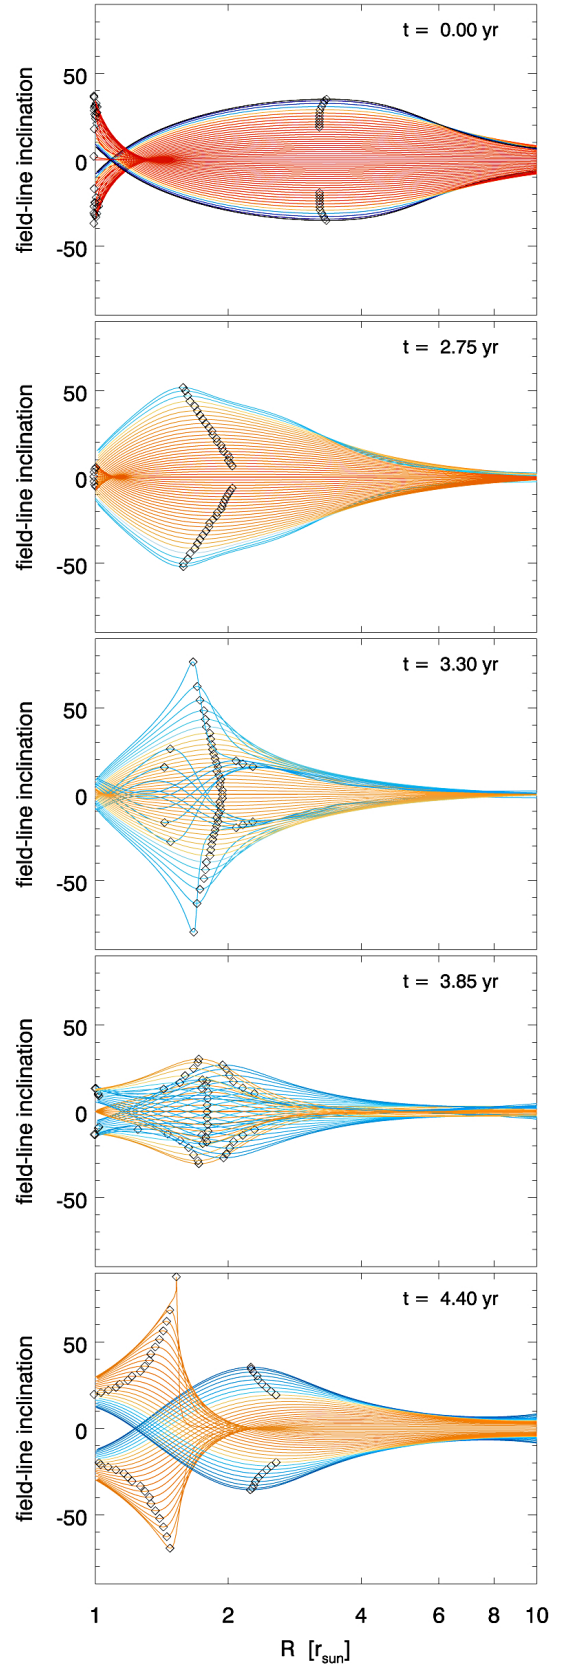 t = 0.00 yr
field-line inclination
50
0
-50
t = 2.75 yr
field-line inclination
50
0
-50
t = 3.30 yr
field-line inclination
50
0
-50
t = 3.85 yr
field-line inclination
50
0
-50
t = 4.40 yr
field-line inclination
50
0
-50
1 2 4 6 8 10
R [rsun]